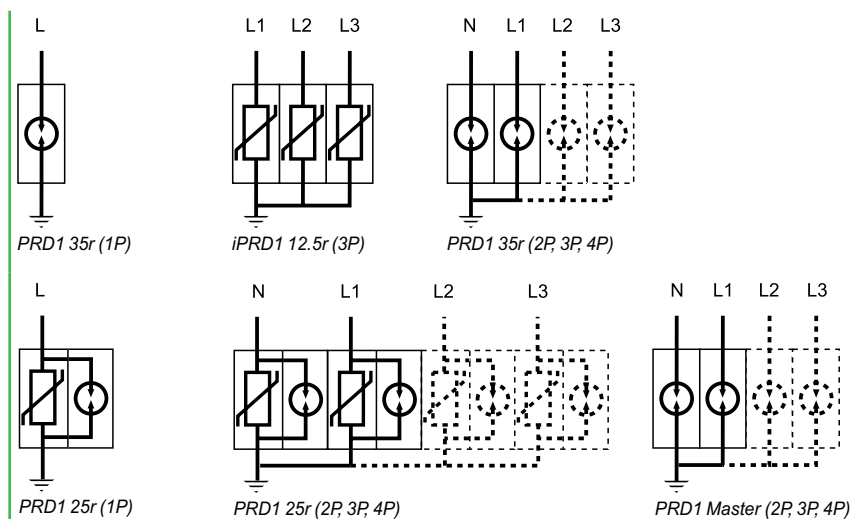 L
L1 L2 L3
N L1 L2 L3
PRD1 35r (1P)
iPRD1 12.5r (3P)
PRD1 35r (2P, 3P, 4P)
L
N L1 L2 L3
N L1 L2 L3
PRD1 25r (1P)
PRD1 25r (2P, 3P, 4P)
PRD1 Master (2P, 3P, 4P)